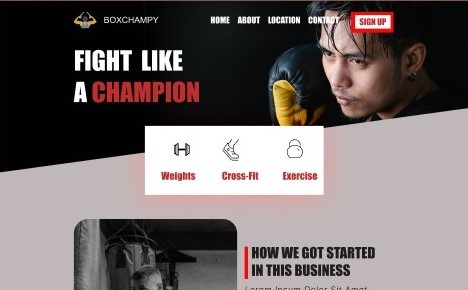 BOXCHAMPY
HOME ABOUT LOCATION CONTACT SIGN UP
FIGHT LIKE
A CHAMPION
Weights Cross-Fit Exercise
HOW WE GOT STARTED
IN THIS BUSINESS
Lorem Ipsum Dolor Sit Amet